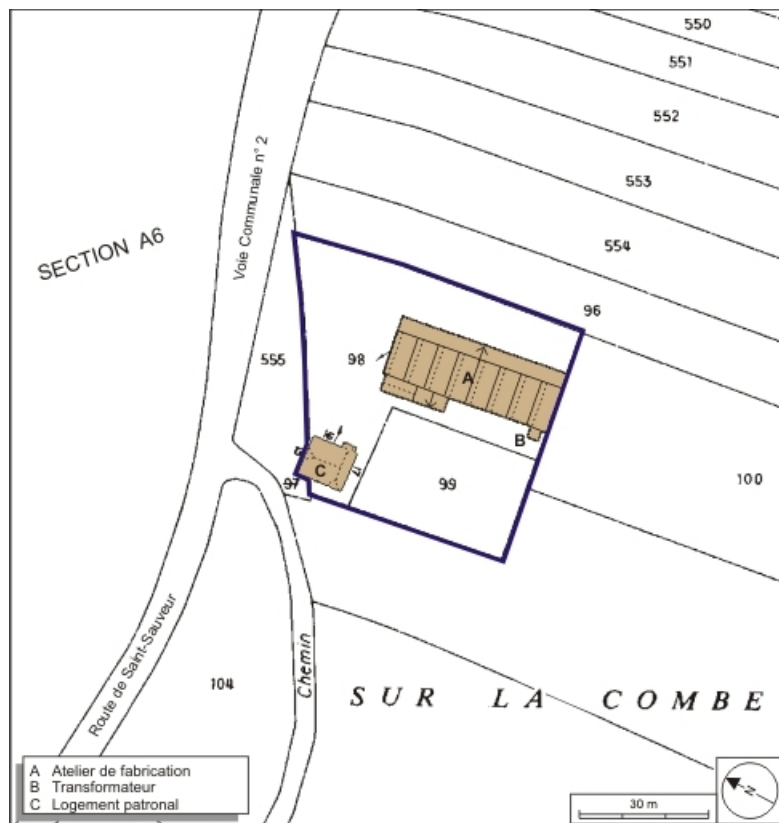 550
551
552
553
554
96
SECTION A6
Voie Communale n° 2
555
98
A
B
C
97
99
100
Route de Saint-Sauveur
104
Chemin
SUR LA COMBE
A Atelier de fabrication
B Transformateur
C Logement patronal
30 m
N